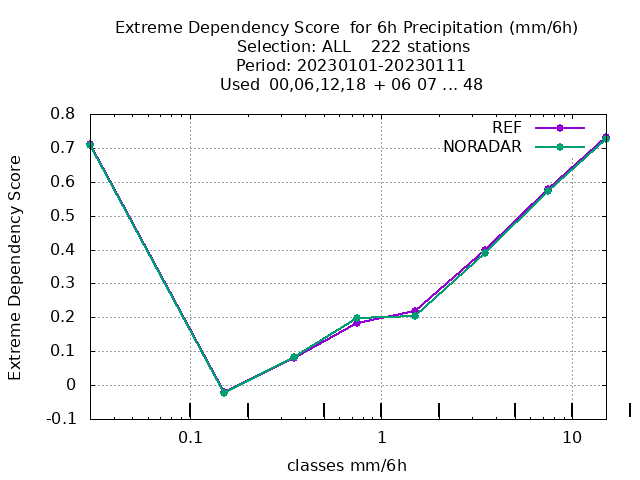 Extreme Dependency Score  for 6h Precipitation (mm/6h)
Selection: ALL    222 stations
Period: 20230101-20230111
Used  00,06,12,18  + 06 07 ... 48
REF
NORADAR
Extreme Dependency Score
0.8
0.7
0.6
0.5
0.4
0.3
0.2
0.1
0
-0.1
0.1
1
10
classes mm/6h